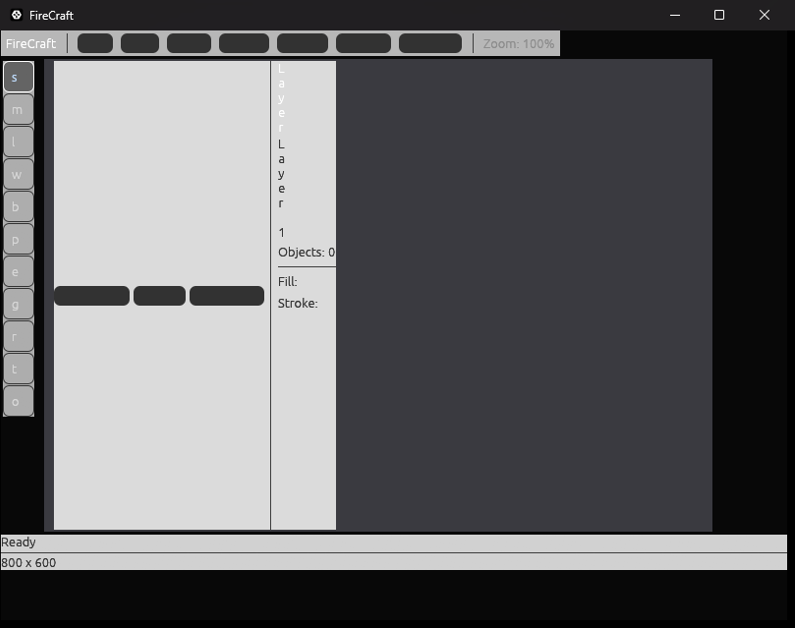 FireCraft
FireCraft Zoom: 100%
s
m
l
w
b
p
e
g
r
t
o
L
a
y
e
r
L
a
y
e
r
1
Objects: 0
Fill:
Stroke:
Ready
800 x 600